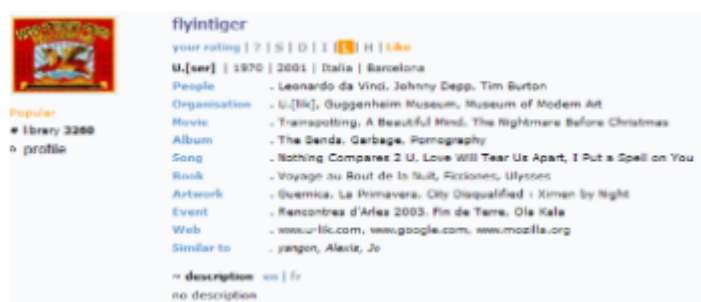 flyintiger
your rating | ? | S | D | I | I | L | H | Like
U.[ser] | 1970 | 2001 | Italia | Barcelona
People . Leonardo da Vinci, Johnny Depp, Tim Burton
Organisation . U.[lik], Guggenheim Museum, Museum of Modern Art
Movie . Trainspotting, A Beautiful Mind, The Nightmare Before Christmas
Album . The Bends, Garbage, Pornography
Song . Nothing Compares 2 U, Love Will Tear Us Apart, I Put a Spell on You
Book . Voyage au Bout de la Nuit, Ficciones, Ulysses
Artwork . Guernica, La Primavera, City Disqualified : Ximen by Night
Event . Rencontres d'Arles 2003, Fin de Terre, Ola Kala
Web . www.u-lik.com, www.google.com, www.mozilla.org
Similar to . yangon, Alexia, Jo
description en | fr
no description
Popular
# library 3260
profile